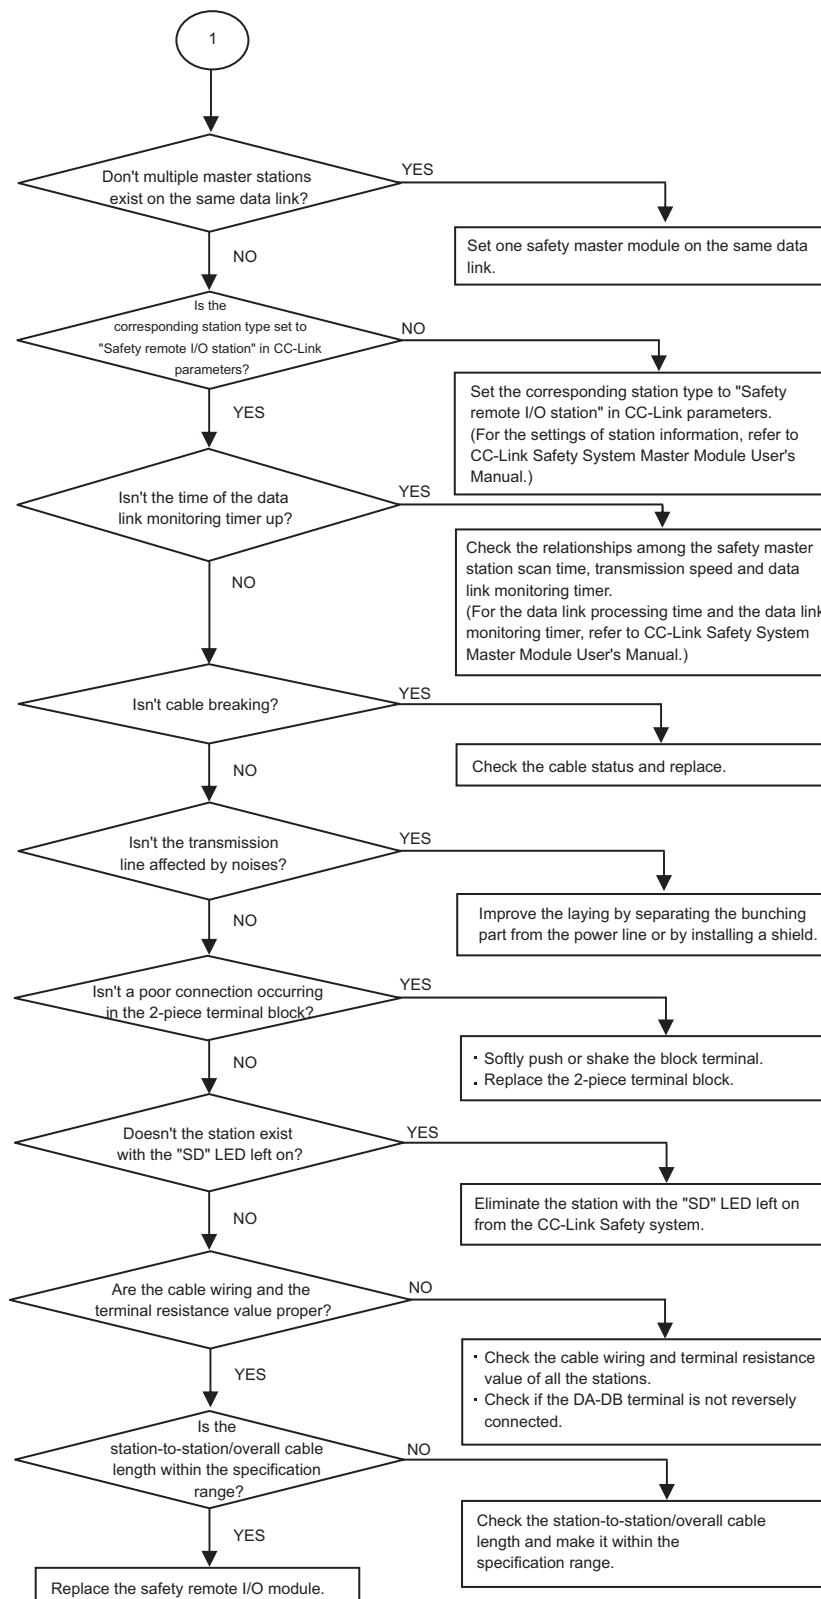 1
Don't multiple master stations
exist on the same data link?
YES
Set one safety master module on the same data
link.
NO
Is the
corresponding station type set to
"Safety remote I/O station" in CC-Link
parameters?
NO
Set the corresponding station type to "Safety
remote I/O station" in CC-Link parameters.
(For the settings of station information, refer to
CC-Link Safety System Master Module User's
Manual.)
YES
Isn't the time of the data
link monitoring timer up?
YES
Check the relationships among the safety master
station scan time, transmission speed and data
link monitoring timer.
(For the data link processing time and the data link
monitoring timer, refer to CC-Link Safety System
Master Module User's Manual.)
NO
Isn't cable breaking?
YES
Check the cable status and replace.
NO
Isn't the transmission
line affected by noises?
YES
Improve the laying by separating the bunching
part from the power line or by installing a shield.
NO
Isn't a poor connection occurring
in the 2-piece terminal block?
YES
· Softly push or shake the block terminal.
· Replace the 2-piece terminal block.
NO
Doesn't the station exist
with the "SD" LED left on?
YES
Eliminate the station with the "SD" LED left on
from the CC-Link Safety system.
NO
Are the cable wiring and the
terminal resistance value proper?
NO
· Check the cable wiring and terminal resistance
value of all the stations.
· Check if the DA-DB terminal is not reversely
connected.
YES
Is the
station-to-station/overall cable
length within the specification
range?
NO
Check the station-to-station/overall cable
length and make it within the
specification range.
YES
Replace the safety remote I/O module.